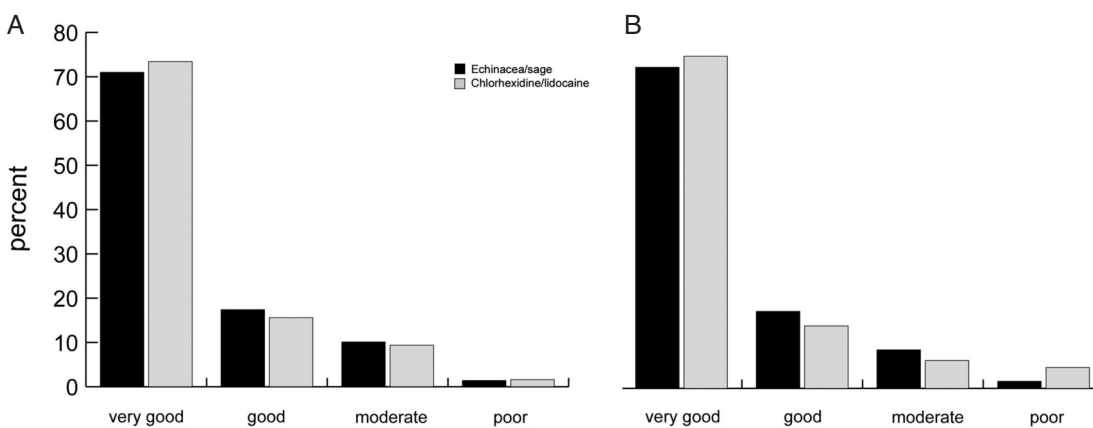 A
B
80
70
60
50
40
30
20
10
0
percent
Echinacea/sage
Chlorhexidine/lidocaine
very good good moderate poor
very good good moderate poor